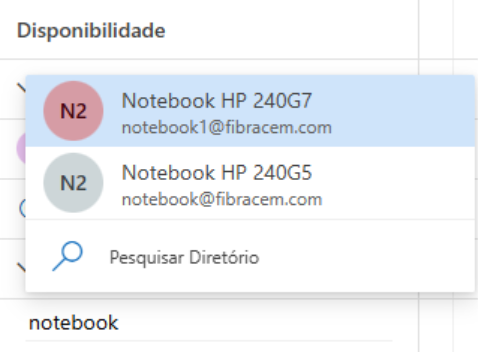 Disponibilidade
N2
Notebook HP 240G7
notebook1@fibracem.com
N2
Notebook HP 240G5
notebook@fibracem.com
Pesquisar Diretório
notebook